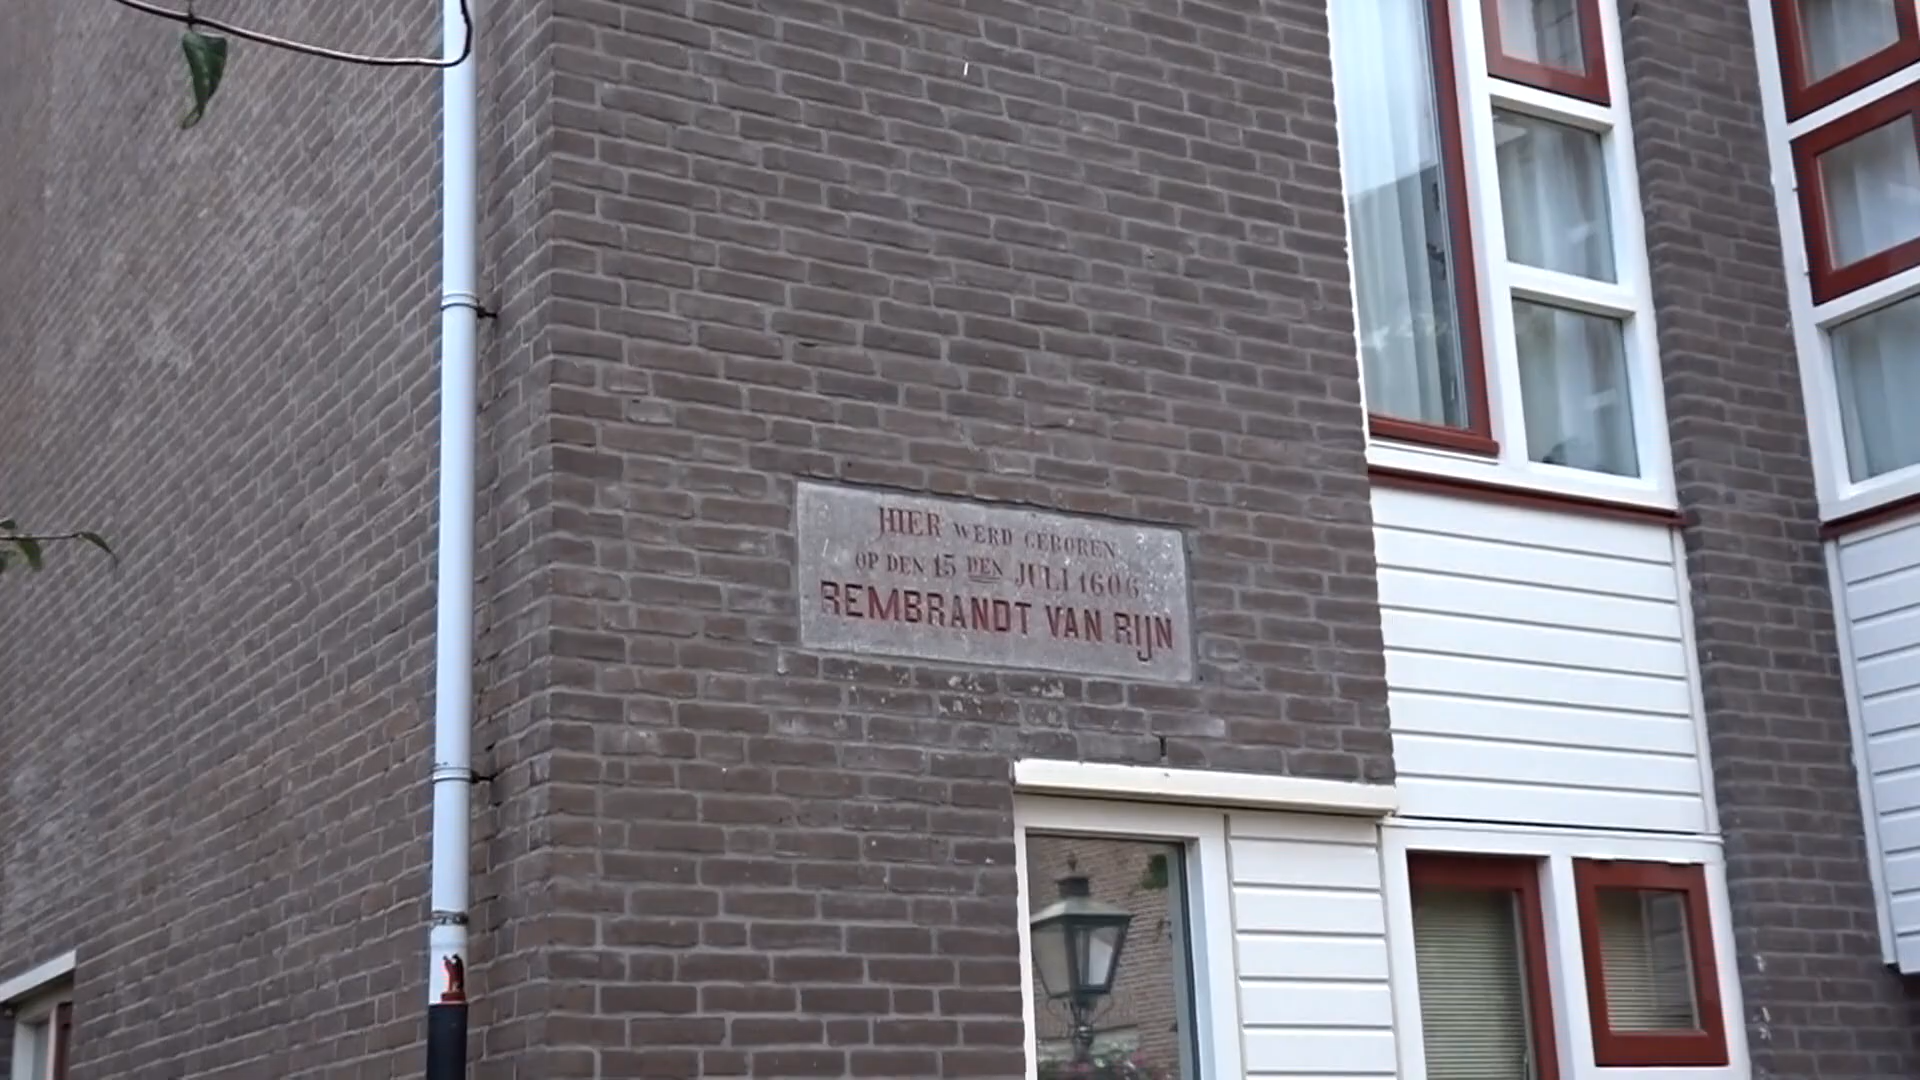 HIER WERD GEBOREN
OP DEN 15 DEN JULI 1606
REMBRANDT VAN RIJN